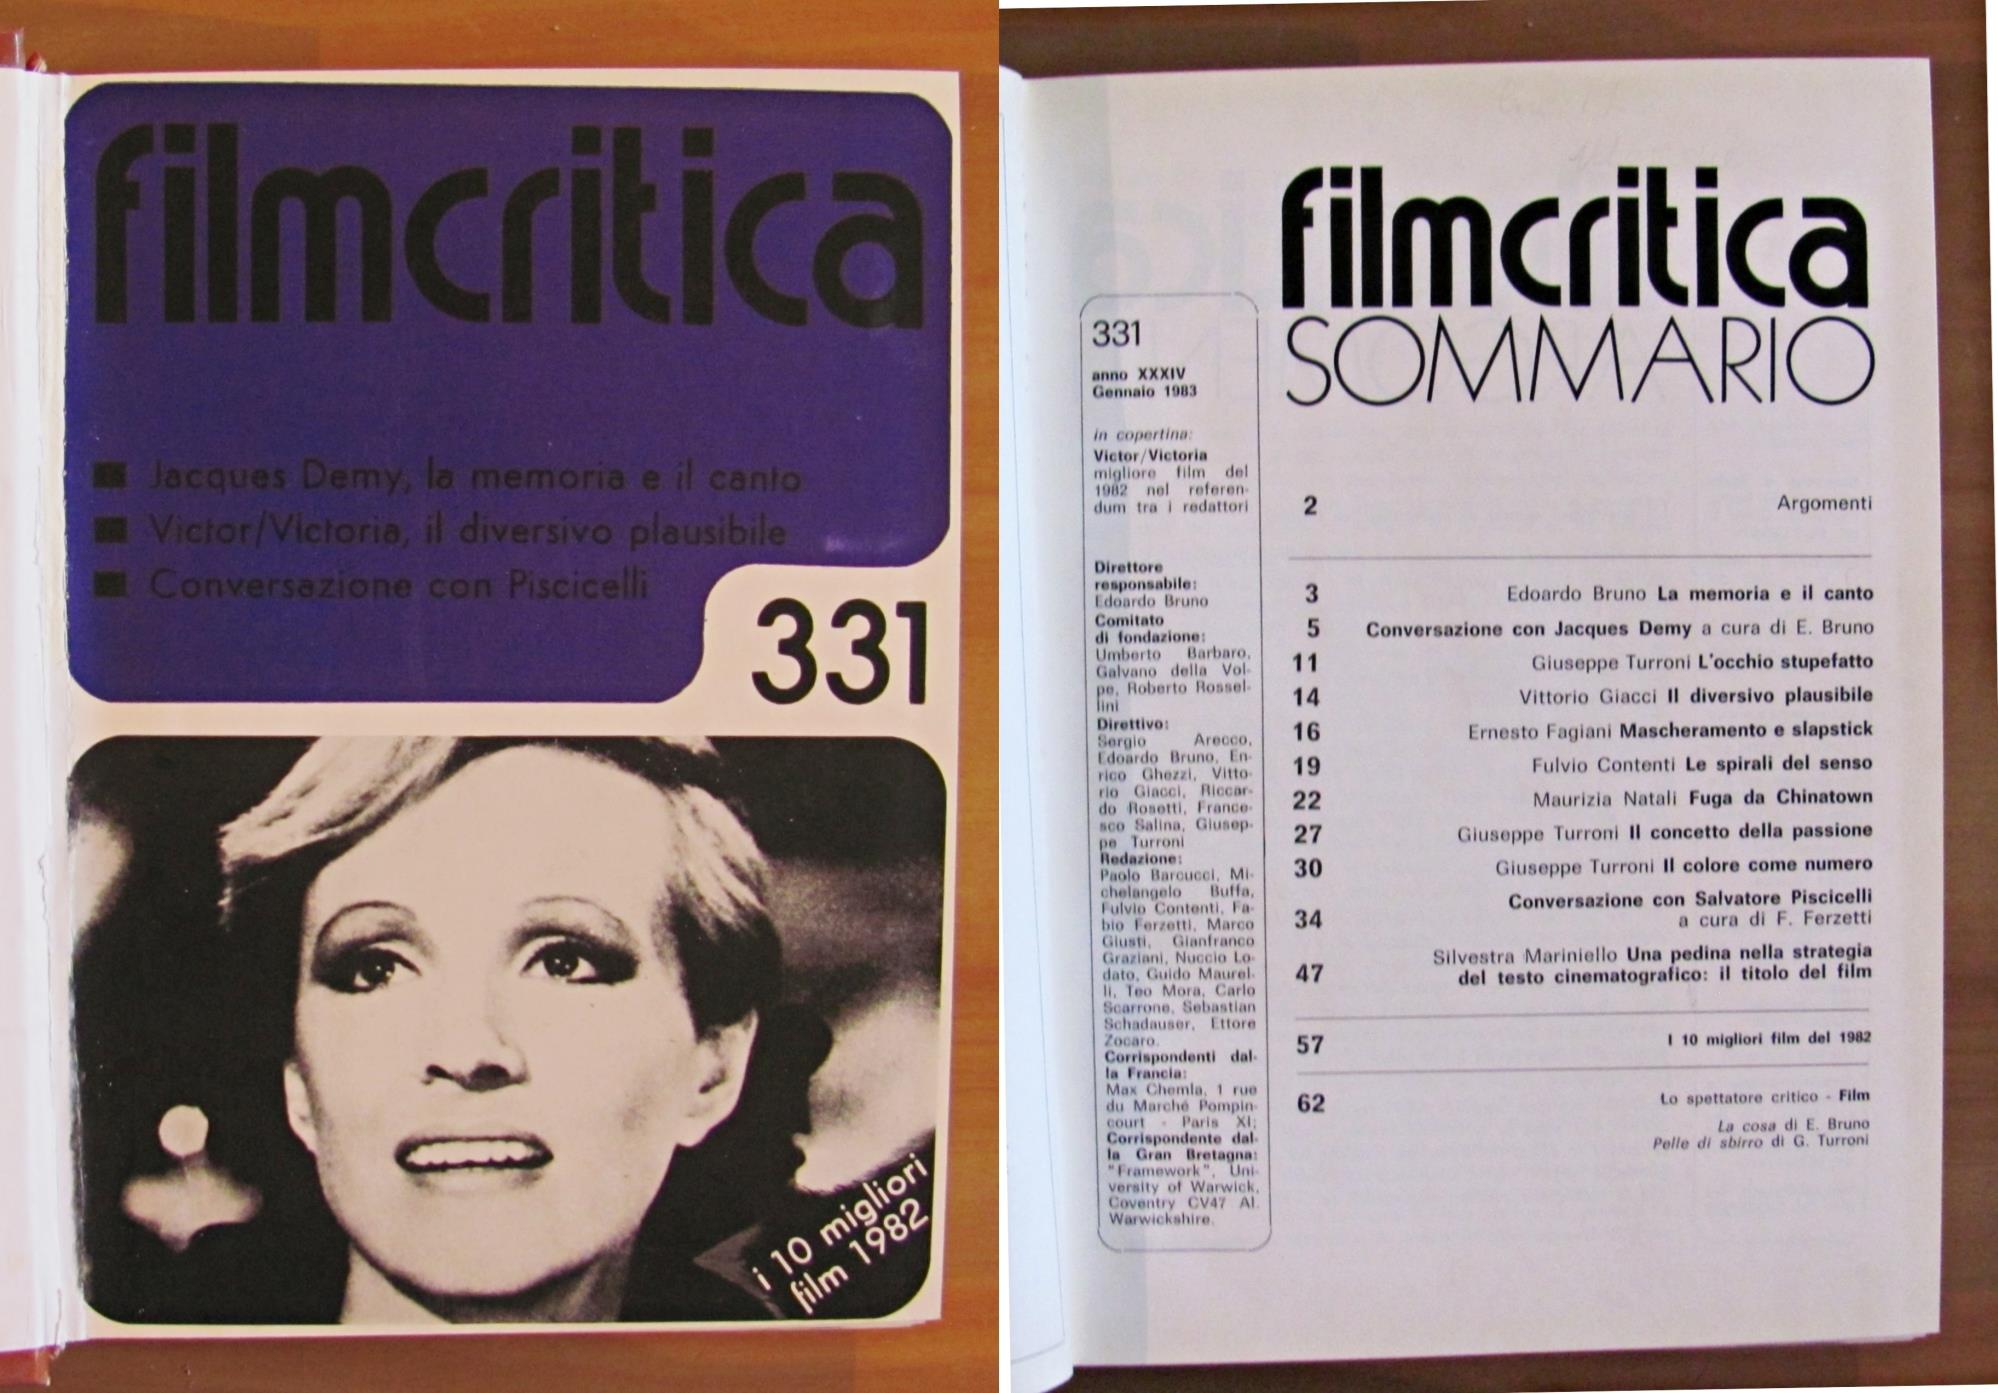 filmcritica
Jacques Demy, la memoria e il canto
Victor/Victoria, il diversivo plausibile
Conversazione con Piscicelli
331
i 10 migliori
film 1982
filmcritica
SOMMARIO
331
anno XXXIV
Gennaio 1983
in copertina:
Victor/Victoria
migliore film del
1982 nel referen-
dum tra i redattori
Direttore
responsabile:
Edoardo Bruno
Comitato
di fondazione:
Umberto Barbaro,
Galvano della Vol-
pe, Roberto Rossel-
lini
Direttivo:
Sergio Arecco,
Edoardo Bruno, En-
rico Ghezzi, Vitto-
rio Giacci, Riccar-
do Rosetti, France-
sco Salina, Giusep-
pe Turroni
Redazione:
Paolo Barcucci, Mi-
chelangelo Buffa,
Fulvio Contenti, Fa-
bio Ferzetti, Marco
Giusti, Gianfranco
Graziani, Nuccio Lo-
dato, Guido Maurel-
li, Teo Mora, Carlo
Scarrone, Sebastian
Schadauser, Ettore
Zocaro.
Corrispondenti dal-
la Francia:
Max Chemla, 1 rue
du Marché Pompin-
court - Paris XI;
Corrispondente dal-
la Gran Bretagna:
"Framework", Uni-
versity of Warwick,
Coventry CV47 Al.
Warwickshire.
2 Argomenti
3 Edoardo Bruno La memoria e il canto
5 Conversazione con Jacques Demy a cura di E. Bruno
11 Giuseppe Turroni L'occhio stupefatto
14 Vittorio Giacci Il diversivo plausibile
16 Ernesto Fagiani Mascheramento e slapstick
19 Fulvio Contenti Le spirali del senso
22 Maurizia Natali Fuga da Chinatown
27 Giuseppe Turroni Il concetto della passione
30 Giuseppe Turroni Il colore come numero
34 Conversazione con Salvatore Piscicelli
a cura di F. Ferzetti
47 Silvestra Mariniello Una pedina nella strategia
del testo cinematografico: il titolo del film
57 I 10 migliori film del 1982
62 Lo spettatore critico - Film
La cosa di E. Bruno
Pelle di sbirro di G. Turroni